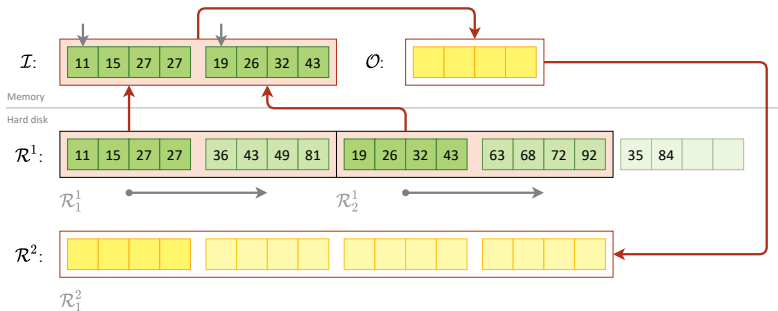 𝓘: 11 15 27 27 19 26 32 43 𝓞:
Memory
Hard disk
𝓡¹: 11 15 27 27 36 43 49 81 19 26 32 43 63 68 72 92 35 84
𝓡₁¹ 𝓡₂¹
𝓡²:
𝓡₁²